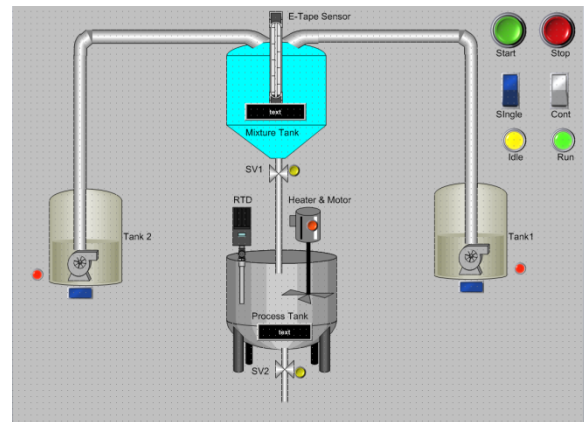 E-Tape Sensor
Start
Stop
text
Mixture Tank
SIngle
Cont
SV1
Idle
Run
RTD
Heater & Motor
Tank 2
Tank1
Process Tank
text
SV2